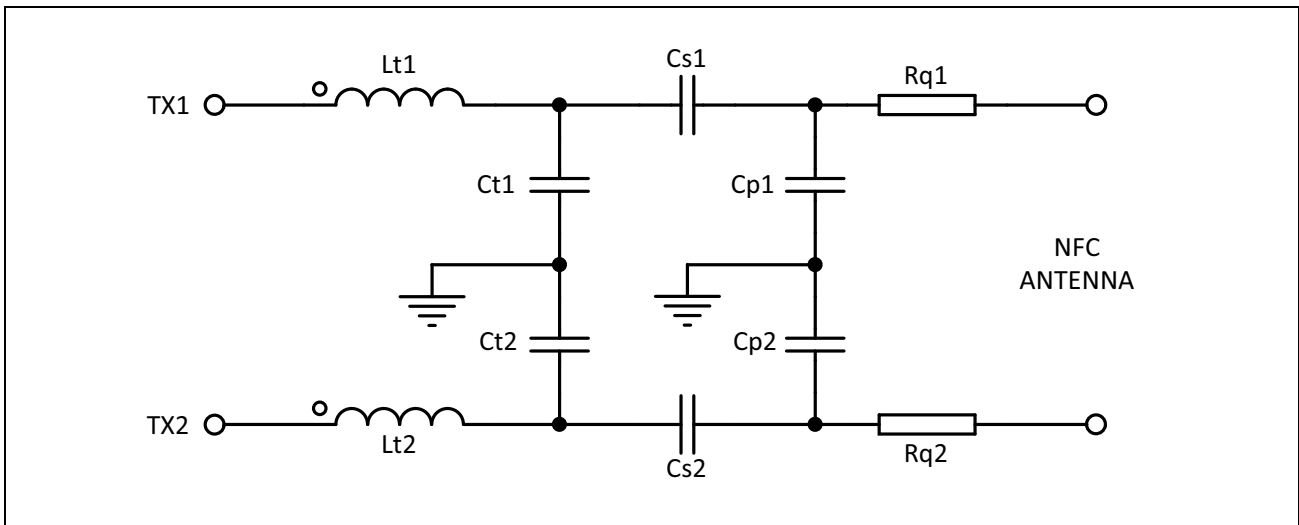 Cs1
Lt1
Rq1
TX1
Ct1
Cp1
NFC
ANTENNA
Ct2
Cp2
TX2
Lt2
Rq2
Cs2